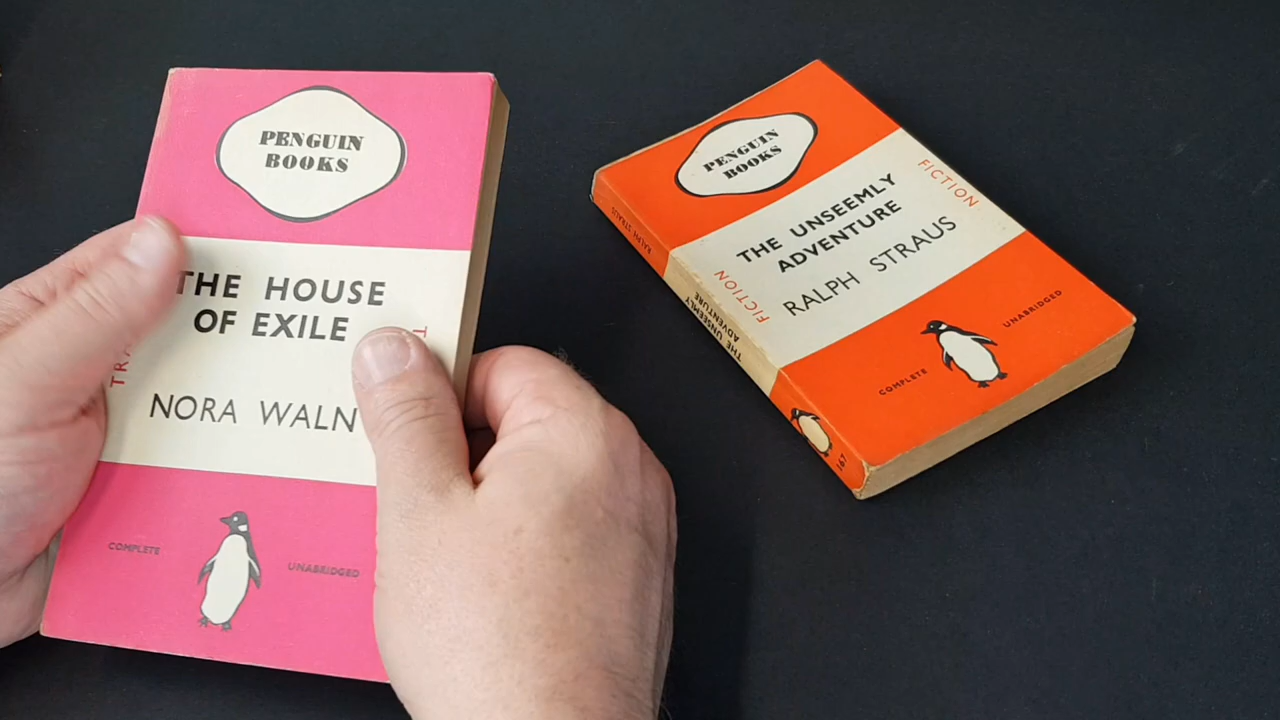 PENGUIN
BOOKS
THE HOUSE
OF EXILE
NORA WALN
COMPLETE
UNABRIDGED
PENGUIN
BOOKS
FICTION
THE UNSEEMLY
ADVENTURE
RALPH STRAUS
FICTION
COMPLETE
UNABRIDGED
RALPH STRAUS
THE UNSEEMLY
ADVENTURE
167